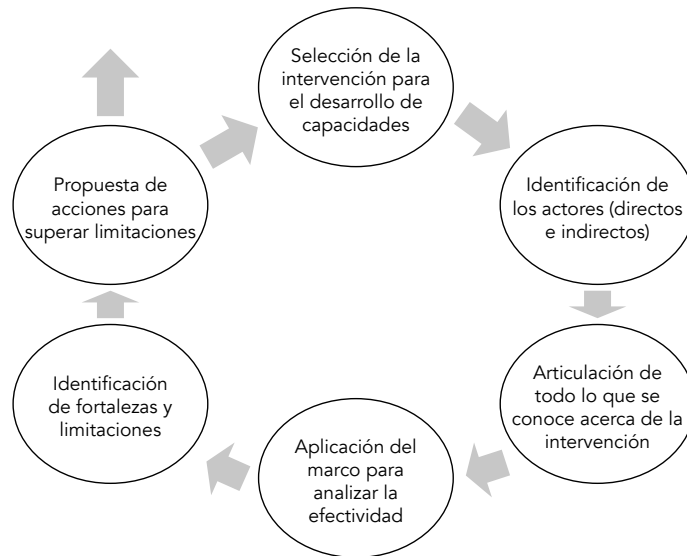 Selección de la
intervención para
el desarrollo de
capacidades
Identificación de
los actores (directos
e indirectos)
Articulación de
todo lo que se
conoce acerca de la
intervención
Aplicación del
marco para
analizar la
efectividad
Identificación
de fortalezas y
limitaciones
Propuesta de
acciones para
superar limitaciones